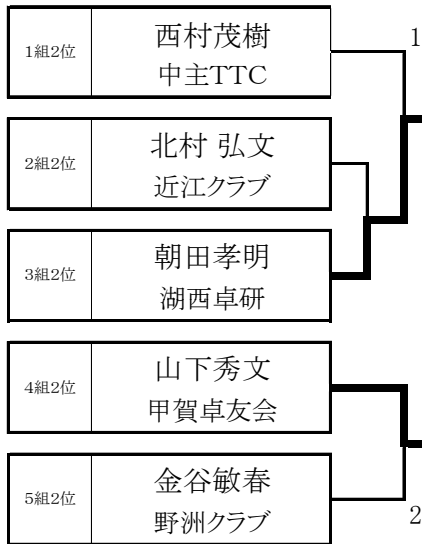 1組2位
西村茂樹
中主TTC
1
2組2位
北村 弘文
近江クラブ
3組2位
朝田孝明
湖西卓研
4組2位
山下秀文
甲賀卓友会
5組2位
金谷敏春
野洲クラブ
2